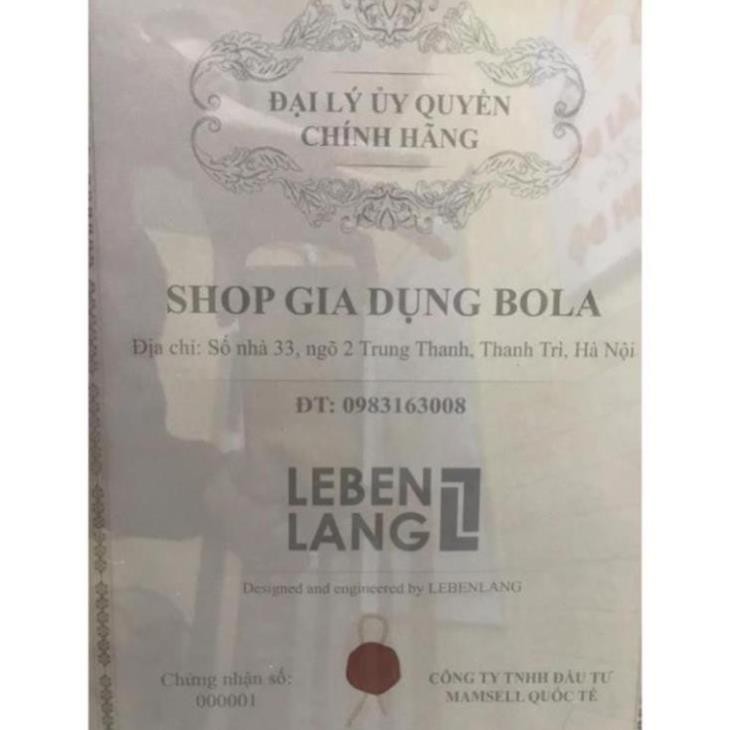 ĐẠI LÝ ỦY QUYỀN
CHÍNH HÃNG
SHOP GIA DỤNG BOLA
Địa chỉ: Số nhà 33, ngõ 2 Trung Thanh, Thanh Trì, Hà Nội
ĐT: 0983163008
LEBEN
LANG
Designed and engineered by LEBENLANG
Chứng nhận số:
000001
CÔNG TY TNHH ĐẦU TƯ
MAMSELL QUỐC TẾ